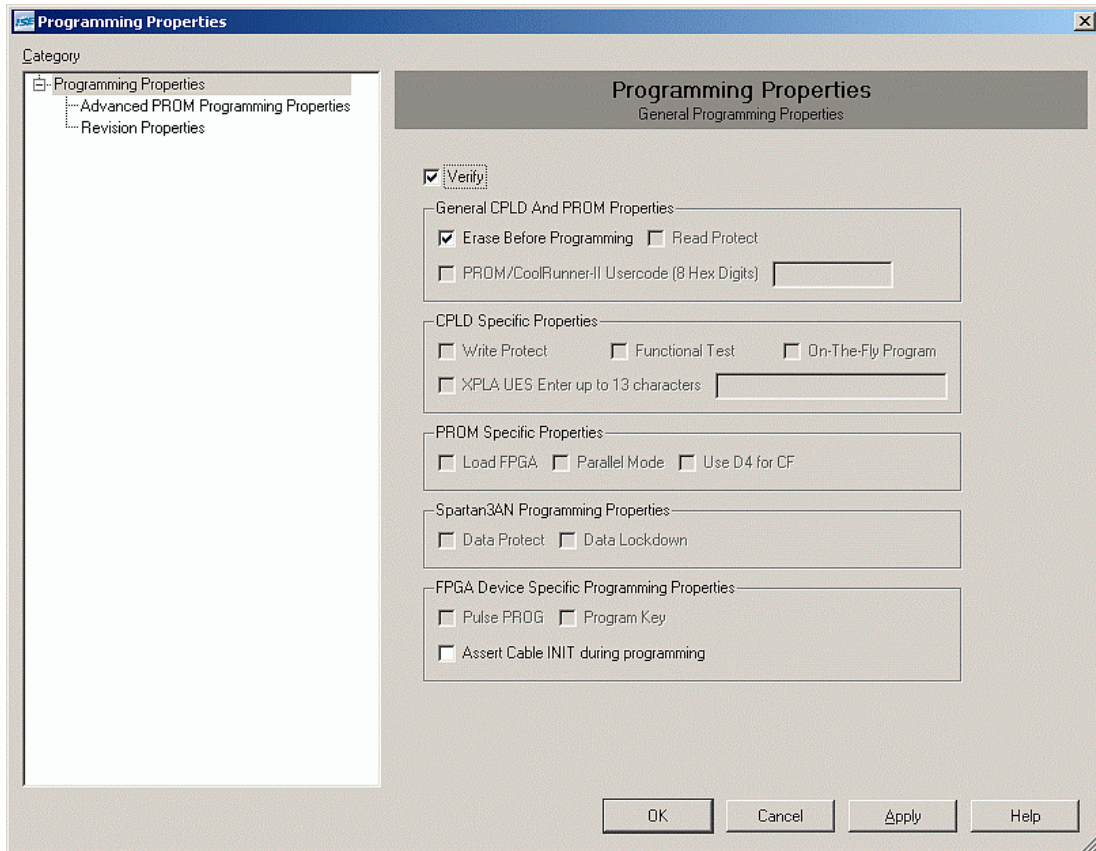 ISE Programming Properties
Category
Programming Properties
Advanced PROM Programming Properties
Revision Properties
Programming Properties
General Programming Properties
Verify
General CPLD And PROM Properties
Erase Before Programming Read Protect
PROM/CoolRunner-II Usercode (8 Hex Digits)
CPLD Specific Properties
Write Protect Functional Test On-The-Fly Program
XPLA UES Enter up to 13 characters
PROM Specific Properties
Load FPGA Parallel Mode Use D4 for CF
Spartan3AN Programming Properties
Data Protect Data Lockdown
FPGA Device Specific Programming Properties
Pulse PROG Program Key
Assert Cable INIT during programming
OK Cancel Apply Help